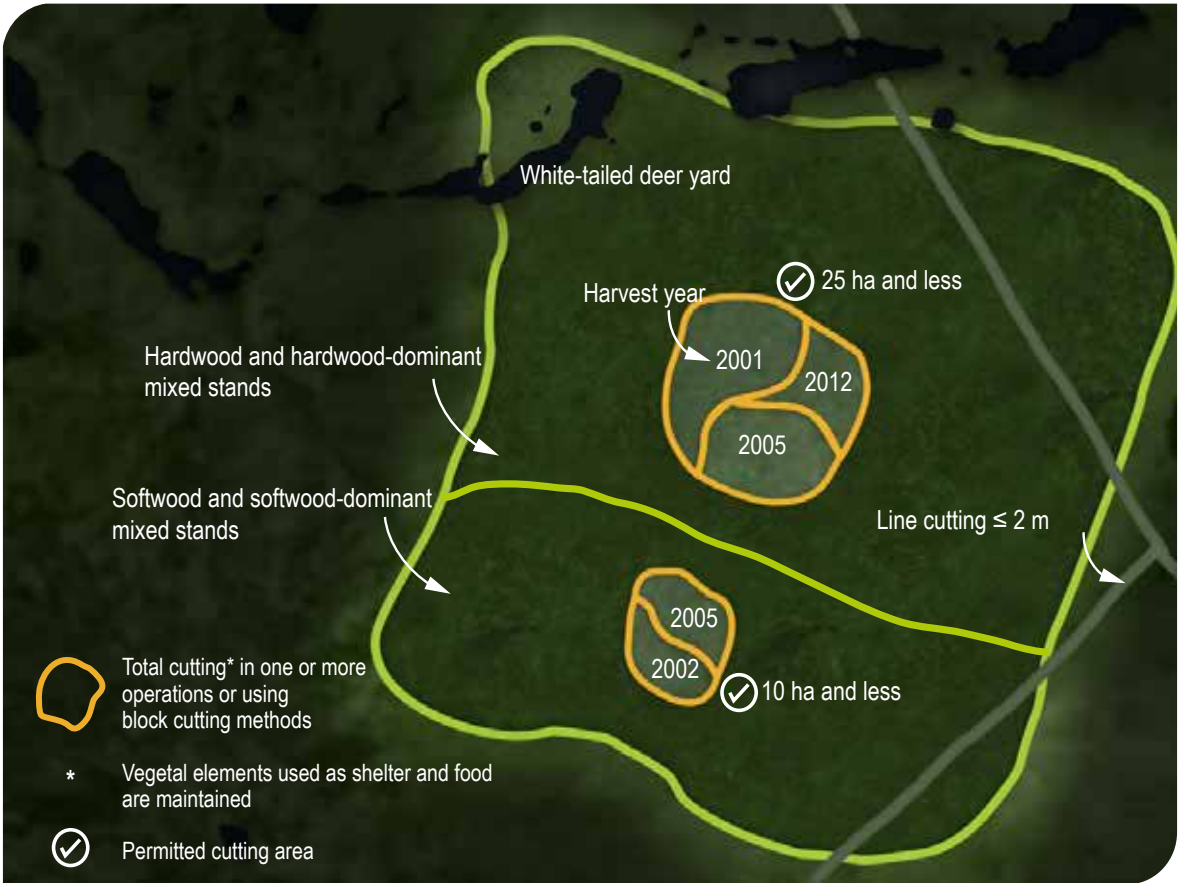 White-tailed deer yard
25 ha and less
Harvest year
2001
2012
2005
Hardwood and hardwood-dominant
mixed stands
Softwood and softwood-dominant
mixed stands
Line cutting ≤ 2 m
2005
2002
10 ha and less
Total cutting* in one or more
operations or using
block cutting methods
* Vegetal elements used as shelter and food
are maintained
Permitted cutting area